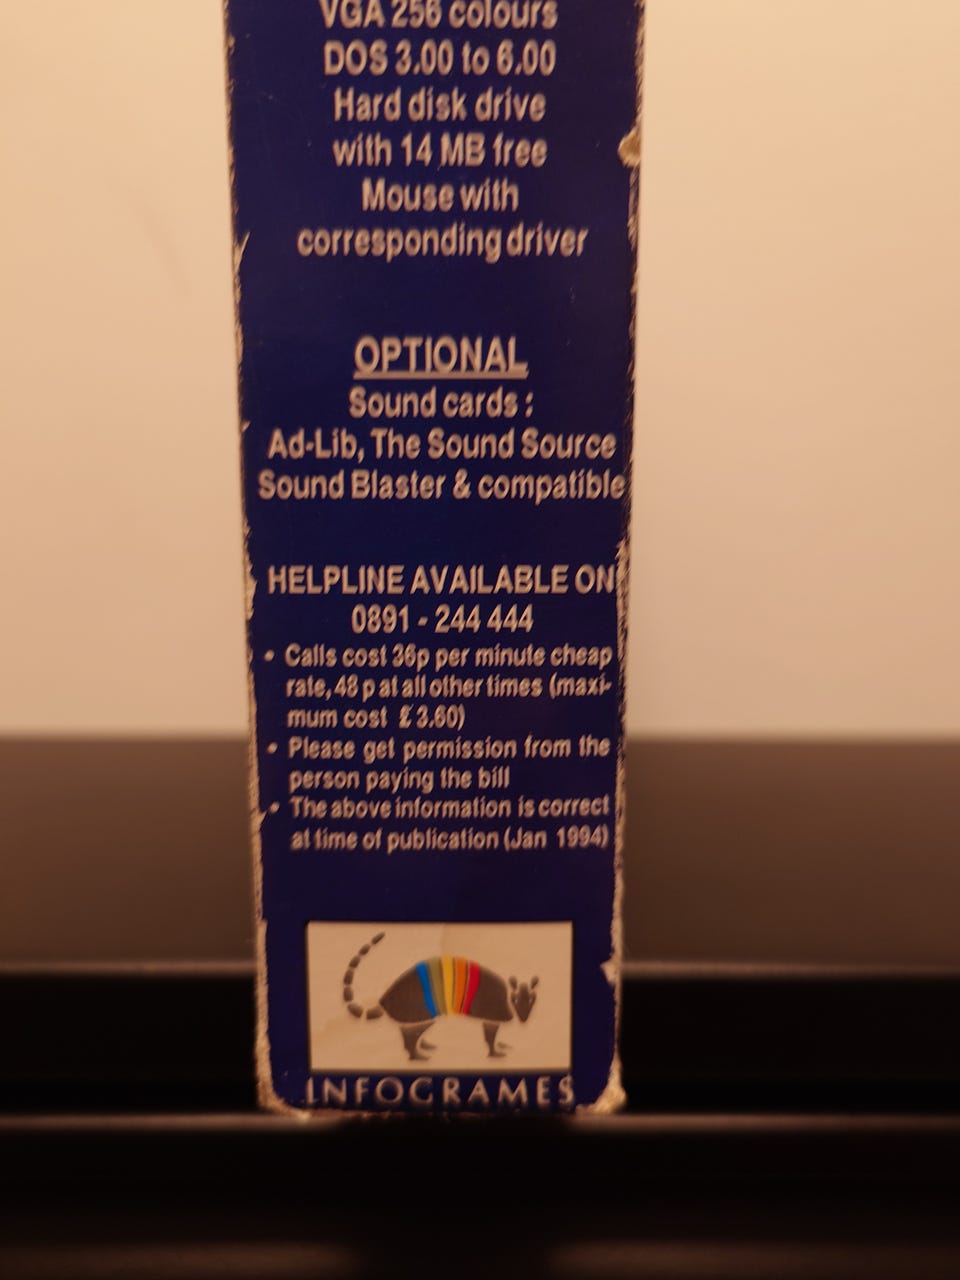 VGA 256 colours
DOS 3.00 to 6.00
Hard disk drive
with 14 MB free
Mouse with
corresponding driver
OPTIONAL
Sound cards :
Ad-Lib, The Sound Source
Sound Blaster & compatible
HELPLINE AVAILABLE ON
0891 - 244 444
• Calls cost 36p per minute cheap
rate, 48 p at all other times (maxi-
mum cost £ 3.60)
• Please get permission from the
person paying the bill
• The above information is correct
at time of publication (Jan 1994)
INFOGRAMES